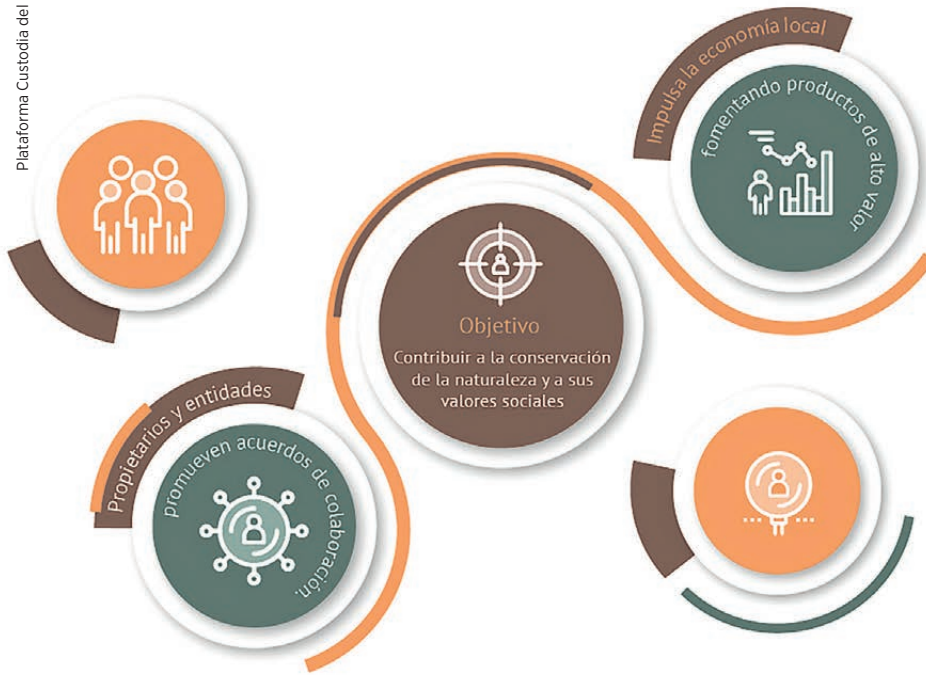 Plataforma Custodia del
Impulsa la economía local
fomentando productos de alto valor
Objetivo
Contribuir a la conservación
de la naturaleza y a sus
valores sociales
Propietarios y entidades
promueven acuerdos de colaboración.